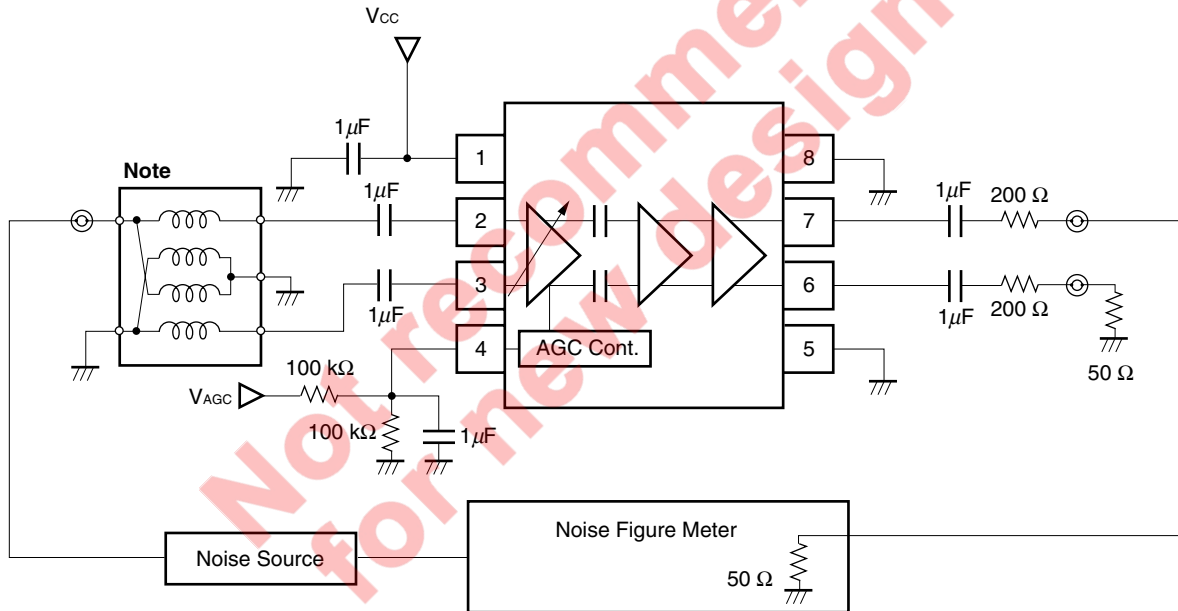 VCC
1μF
1
8
Note
1μF
2
7
1μF
200 Ω
3
6
1μF
1μF
200 Ω
4
5
AGC Cont.
50 Ω
100 kΩ
VAGC
100 kΩ
1μF
Noise Source
Noise Figure Meter
50 Ω
Not recommen
for new design